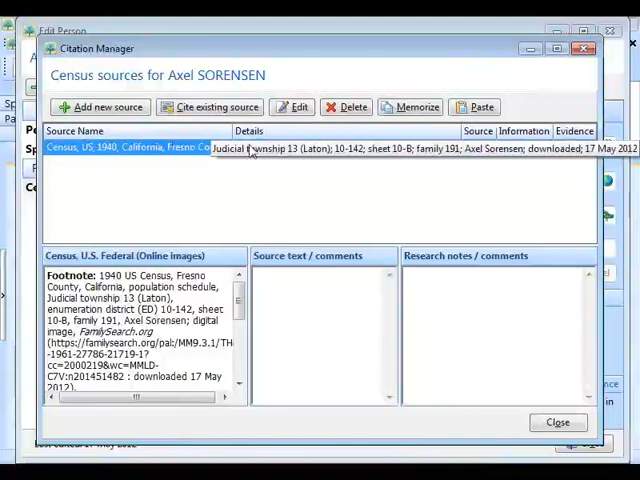 Edit Person
Citation Manager
Census sources for Axel SORENSEN
Add new source
Cite existing source
Edit
Delete
Memorize
Paste
Source Name
Details
Source
Information
Evidence
Census, US, 1940, California, Fresno Co
Judicial township 13 (Laton); 10-142; sheet 10-B; family 191; Axel Sorensen; downloaded; 17 May 2012
Census, U.S. Federal (Online images)
Source text / comments
Research notes / comments
Footnote: 1940 US Census, Fresno
County, California, population schedule,
Judicial township 13 (Laton),
enumeration district (ED) 10-142, sheet
10-B, family 191, Axel Sorensen; digital
image, FamilySearch.org
(https://familysearch.org/pal:/MM9.3.1/TH
-1961-27786-21719-1?
cc=2000219&wc=MMLD-
C7V:n201451482 : downloaded 17 May
2012).
Close